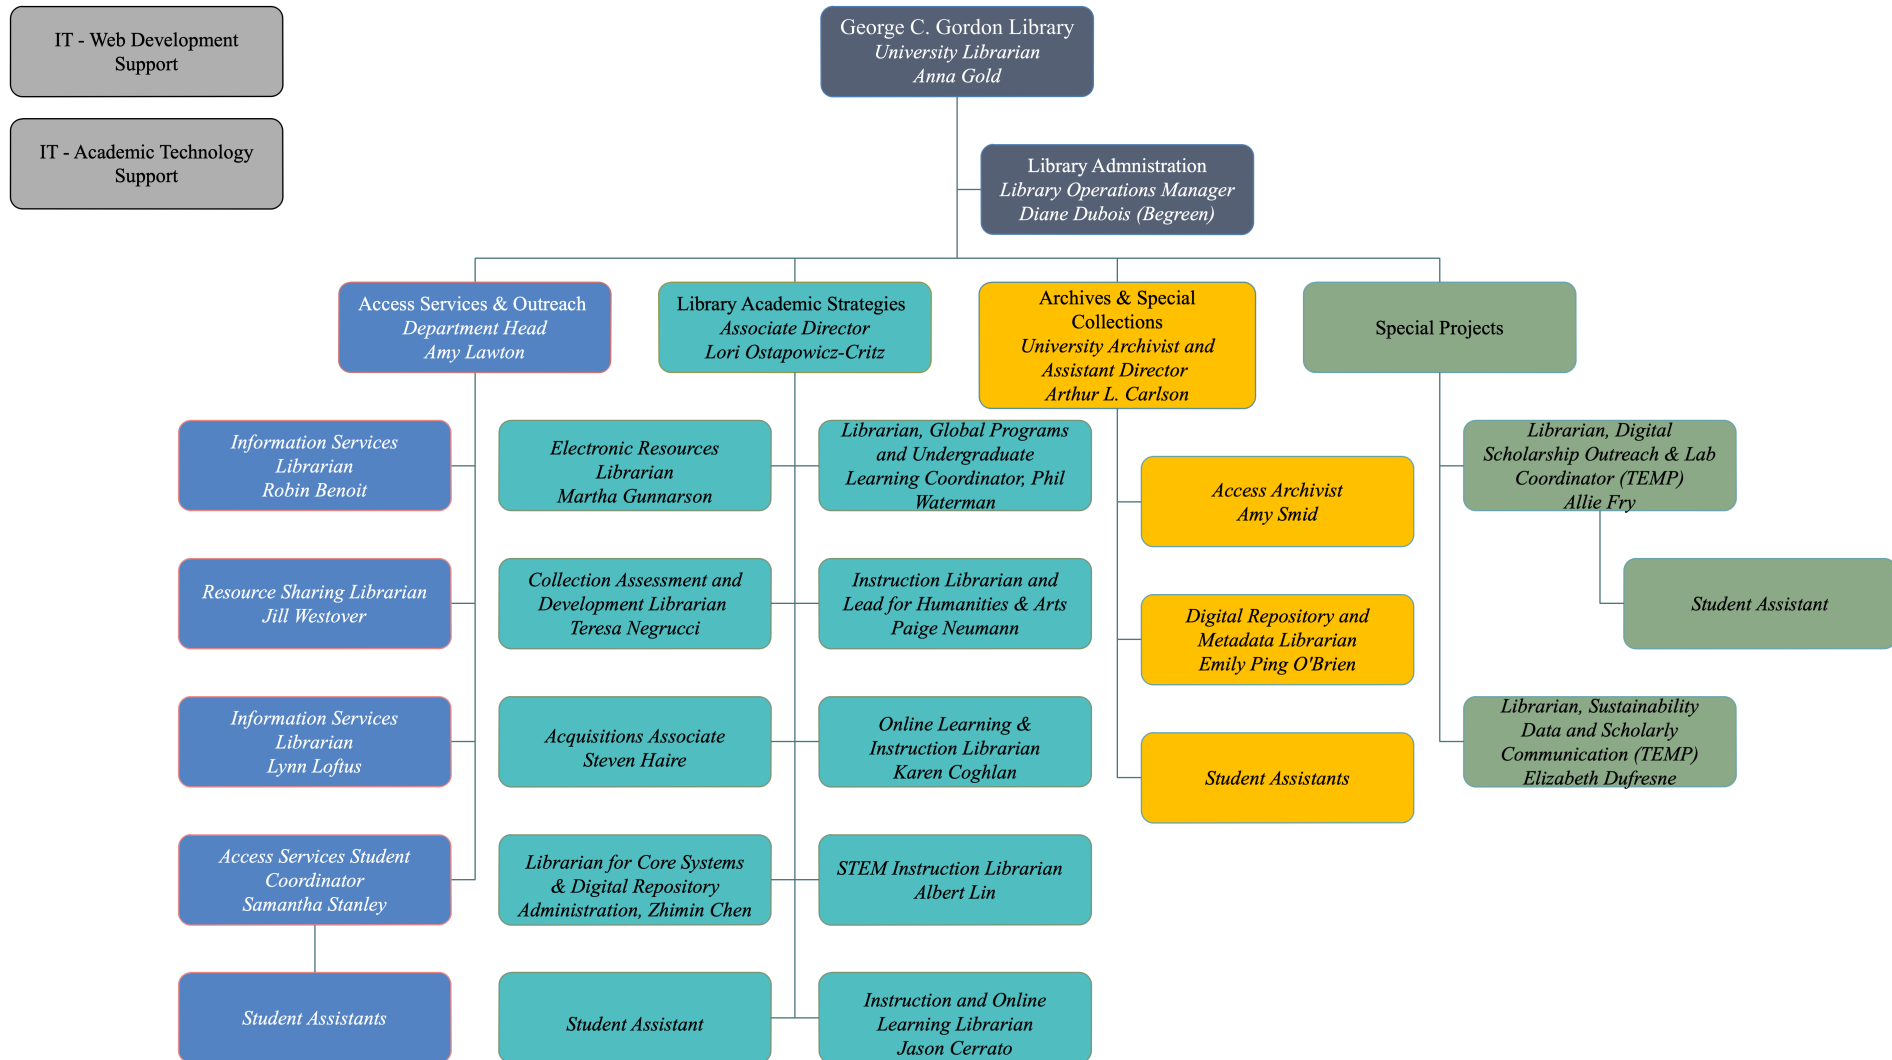 IT - Web Development
Support
IT - Academic Technology
Support
George C. Gordon Library
University Librarian
Anna Gold
Library Admnistration
Library Operations Manager
Diane Dubois (Begreen)
Access Services & Outreach
Department Head
Amy Lawton
Information Services
Librarian
Robin Benoit
Resource Sharing Librarian
Jill Westover
Information Services
Librarian
Lynn Loftus
Access Services Student
Coordinator
Samantha Stanley
Student Assistants
Library Academic Strategies
Associate Director
Lori Ostapowicz-Critz
Electronic Resources
Librarian
Martha Gunnarson
Collection Assessment and
Development Librarian
Teresa Negrucci
Acquisitions Associate
Steven Haire
Librarian for Core Systems
& Digital Repository
Administration, Zhimin Chen
Student Assistant
Librarian, Global Programs
and Undergraduate
Learning Coordinator, Phil
Waterman
Instruction Librarian and
Lead for Humanities & Arts
Paige Neumann
Online Learning &
Instruction Librarian
Karen Coghlan
STEM Instruction Librarian
Albert Lin
Instruction and Online
Learning Librarian
Jason Cerrato
Archives & Special
Collections
University Archivist and
Assistant Director
Arthur L. Carlson
Access Archivist
Amy Smid
Digital Repository and
Metadata Librarian
Emily Ping O'Brien
Student Assistants
Special Projects
Librarian, Digital
Scholarship Outreach & Lab
Coordinator (TEMP)
Allie Fry
Student Assistant
Librarian, Sustainability
Data and Scholarly
Communication (TEMP)
Elizabeth Dufresne